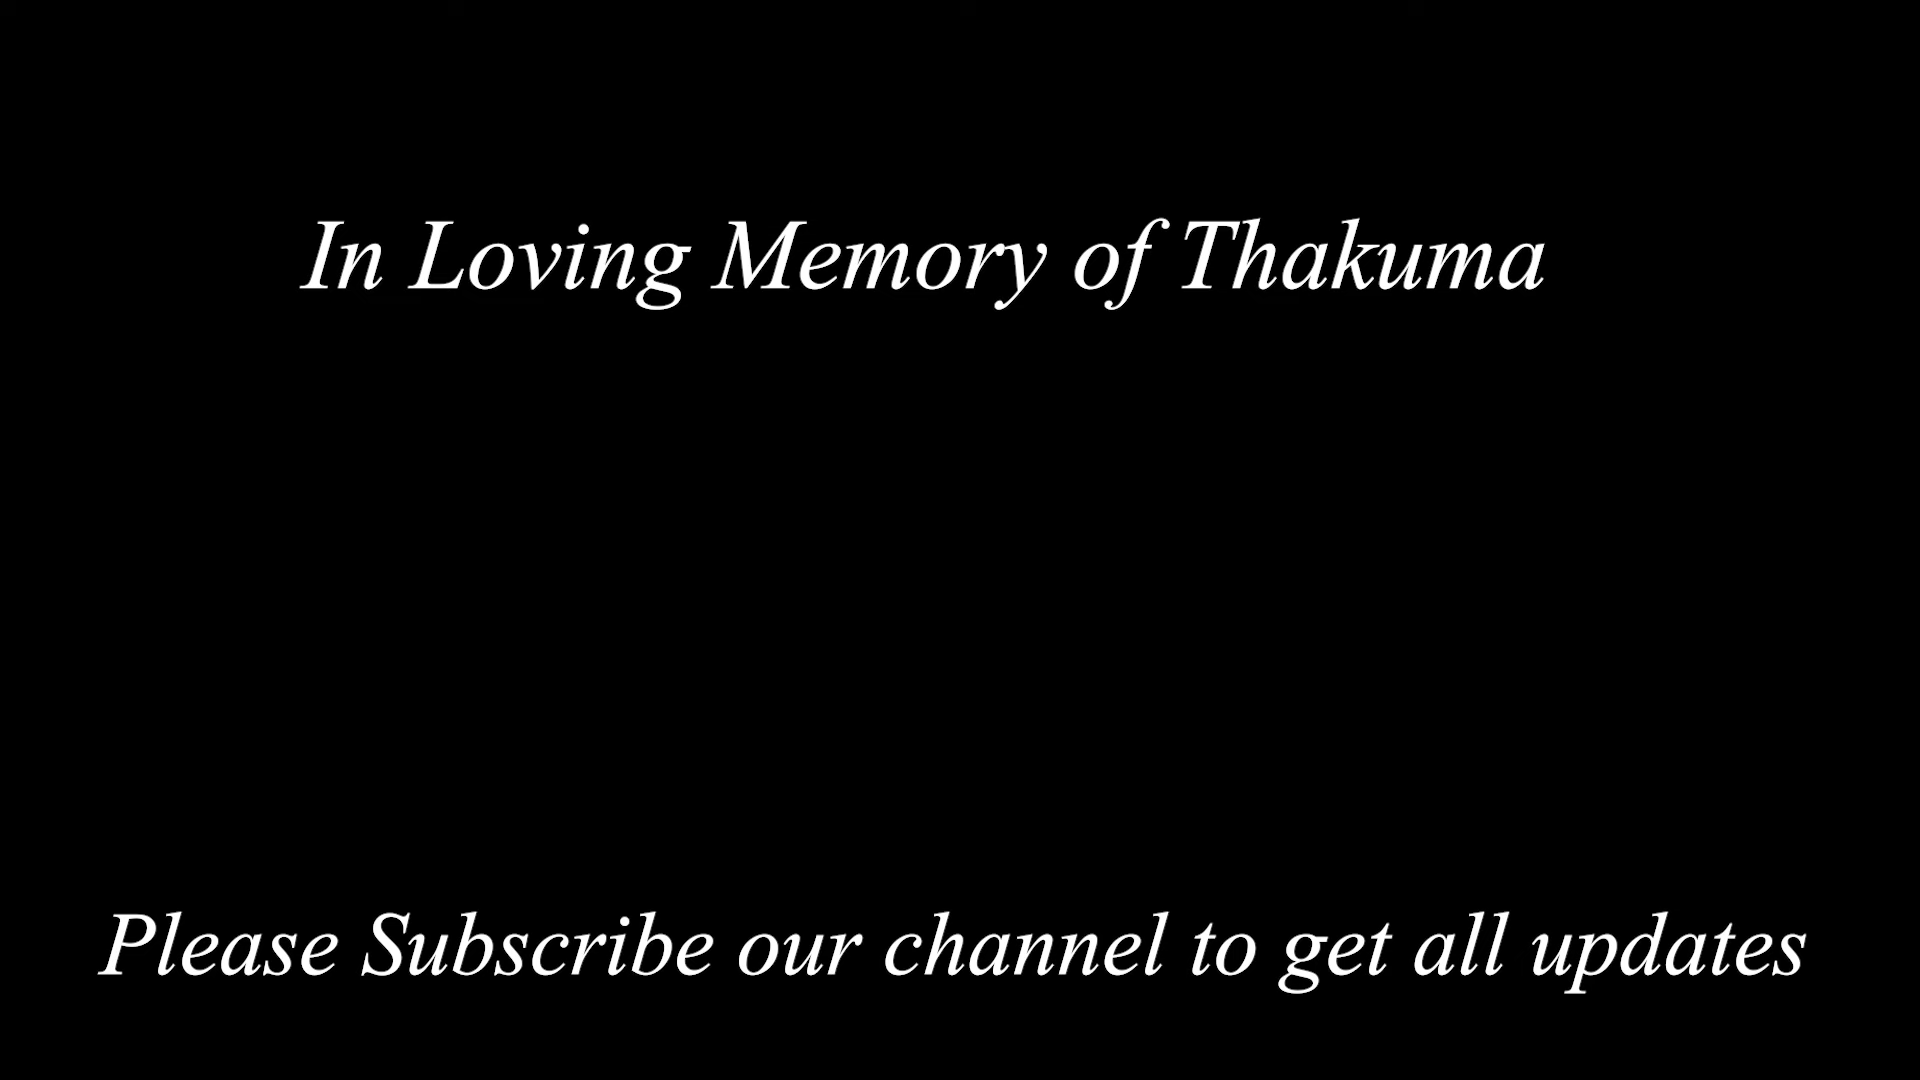 In Loving Memory of Thakuma
Please Subscribe our channel to get all updates